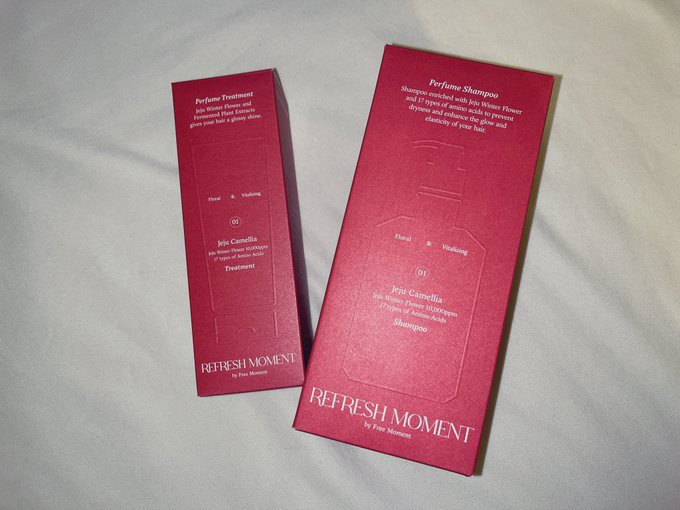 Perfume Treatment
Jeju Winter Flower and
Fermented Plant Extracts
gives your hair a glossy shine.
Floral & Vitalizing
01
Jeju Camellia
Jeju Winter Flower 10,000ppm
17 types of Amino Acids
Treatment
REFRESH MOMENT
by Free Moment
Perfume Shampoo
Shampoo enriched with Jeju Winter Flower
and 17 types of amino acids to prevent
dryness and enhance the glow and
elasticity of your hair.
Floral & Vitalizing
01
Jeju Camellia
Jeju Winter Flower 10,000ppm
17 types of Amino Acids
Shampoo
REFRESH MOMENT
by Free Moment